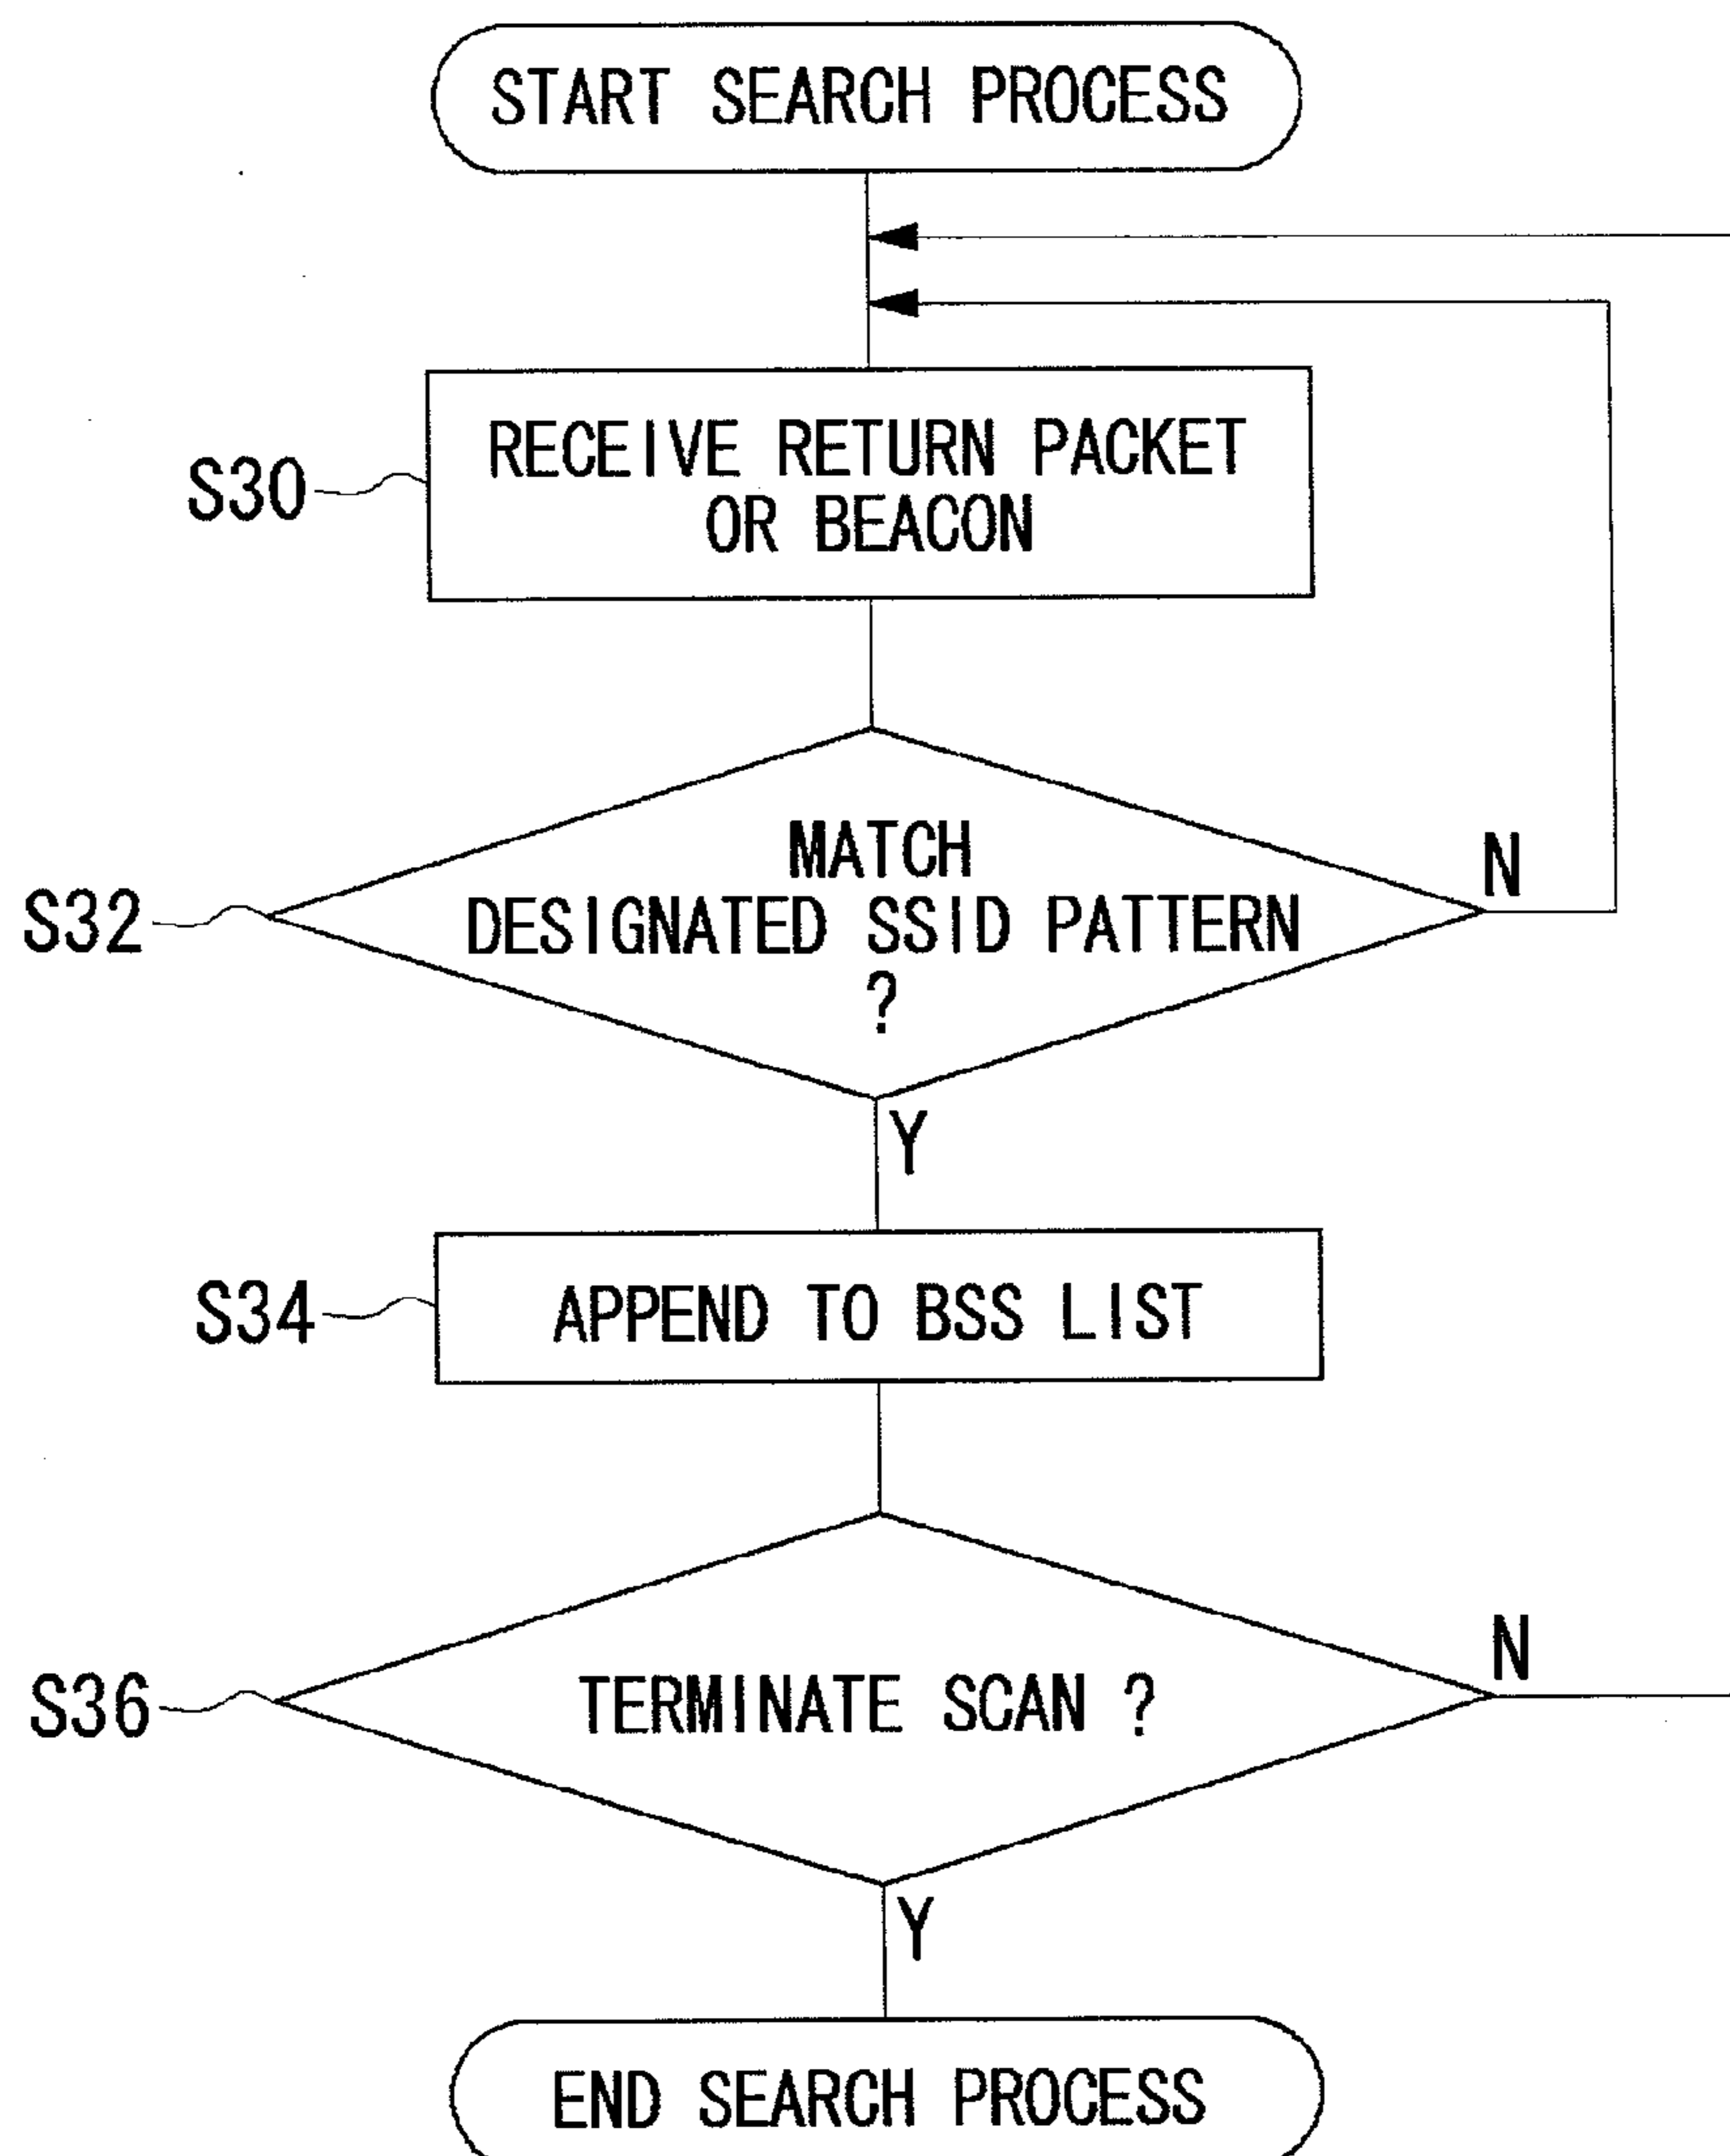 START SEARCH PROCESS
S30
RECEIVE RETURN PACKET
OR BEACON
S32
MATCH
DESIGNATED SSID PATTERN
?
N
Y
S34
APPEND TO BSS LIST
S36
TERMINATE SCAN ?
N
Y
END SEARCH PROCESS